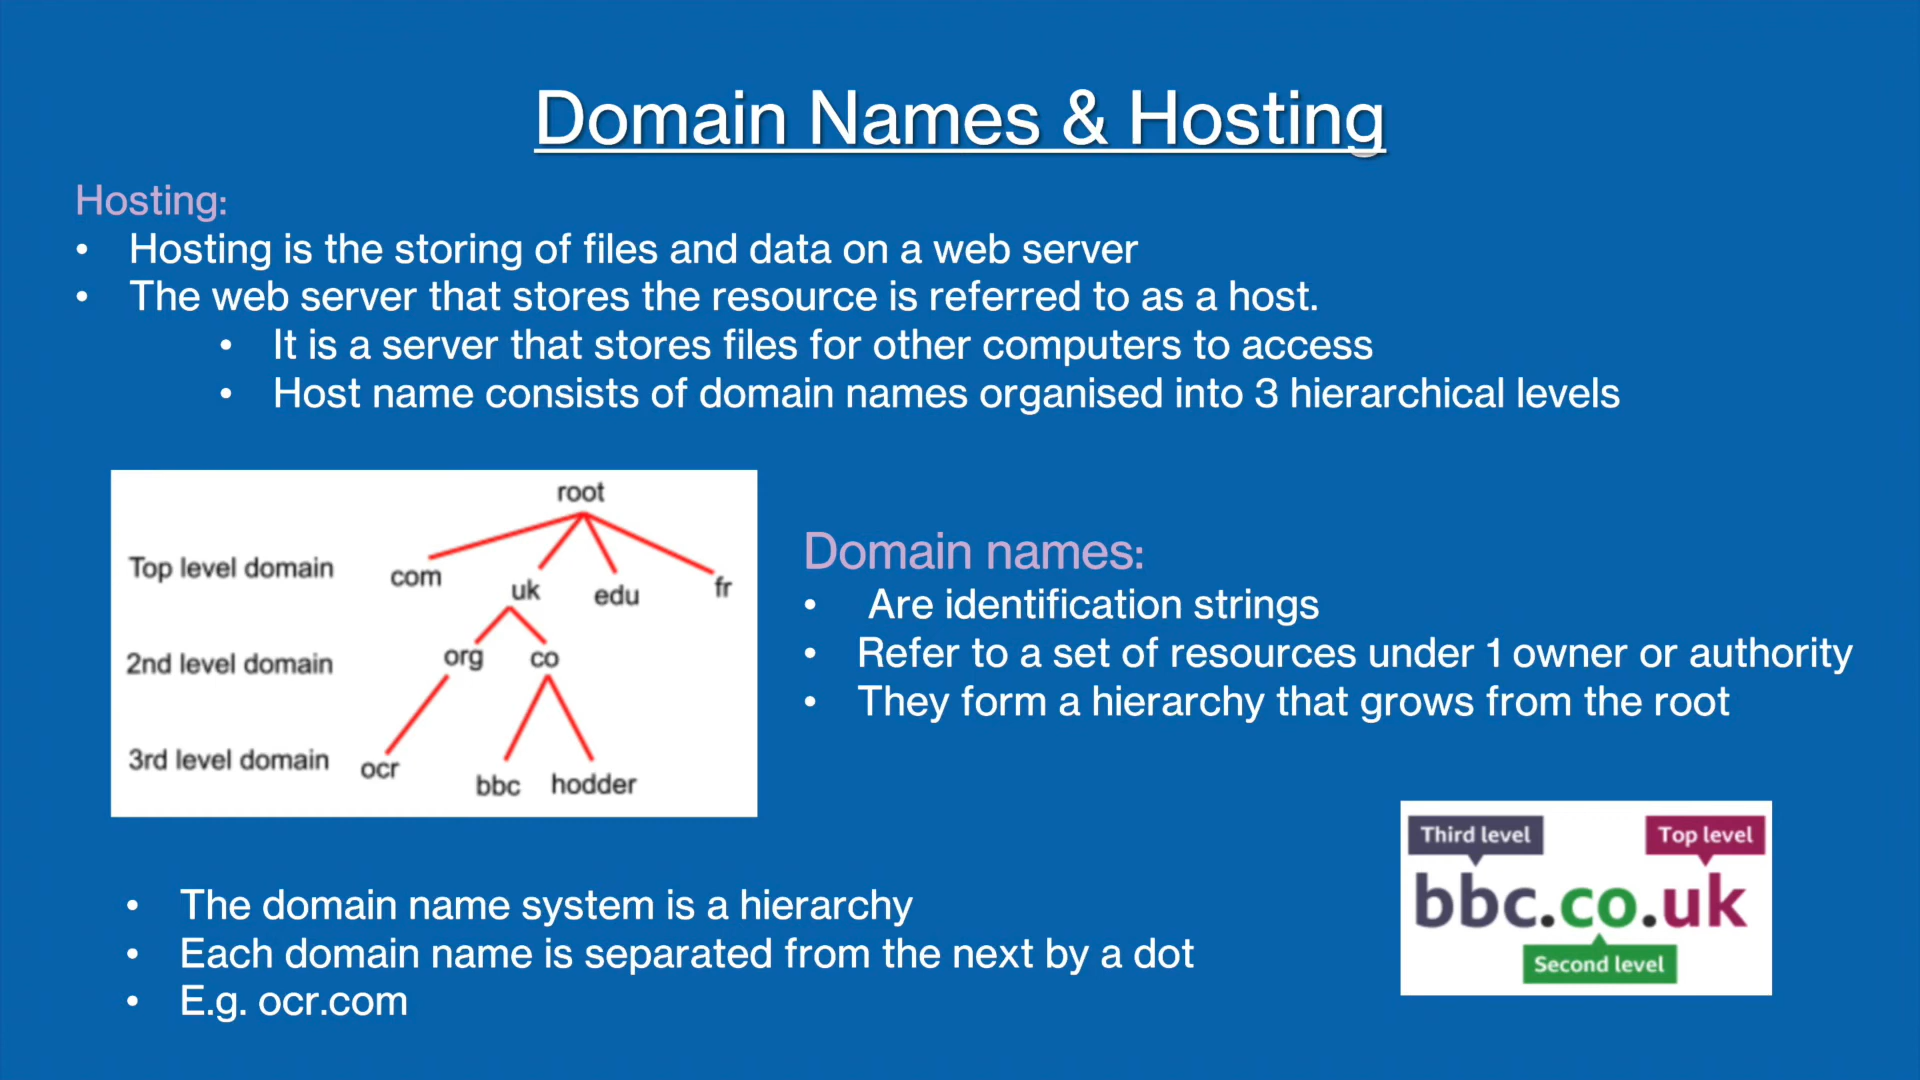 Domain Names & Hosting
Hosting:
• Hosting is the storing of files and data on a web server
• The web server that stores the resource is referred to as a host.
• It is a server that stores files for other computers to access
• Host name consists of domain names organised into 3 hierarchical levels
root
Top level domain
com
uk
edu
fr
2nd level domain
org
co
3rd level domain
ocr
bbc
hodder
Domain names:
• Are identification strings
• Refer to a set of resources under 1 owner or authority
• They form a hierarchy that grows from the root
• The domain name system is a hierarchy
• Each domain name is separated from the next by a dot
• E.g. ocr.com
Third level
Top level
bbc.co.uk
Second level